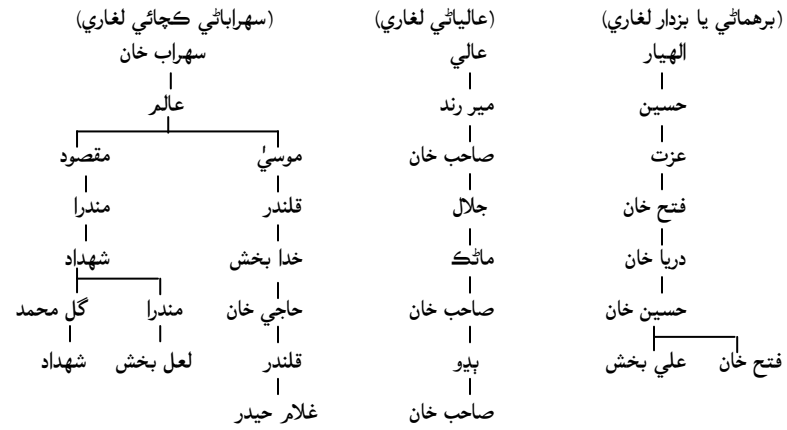 (برهماڻي يا بزدار لغاري) (عالياڻي لغاري) (سهراباڻي ڪچائي لغاري)
الهيار عالي سهراب خان
حسين مير رند عالم
عزت صاحب خان موسيٰ مقصود
فتح خان جلال قلندر مندرا
دريا خان ماڻڪ خدا بخش شهداد
حسين خان صاحب خان حاجي خان مندرا گل محمد
فتح خان علي بخش ٻڍو قلندر لعل بخش شهداد
صاحب خان غلام حيدر